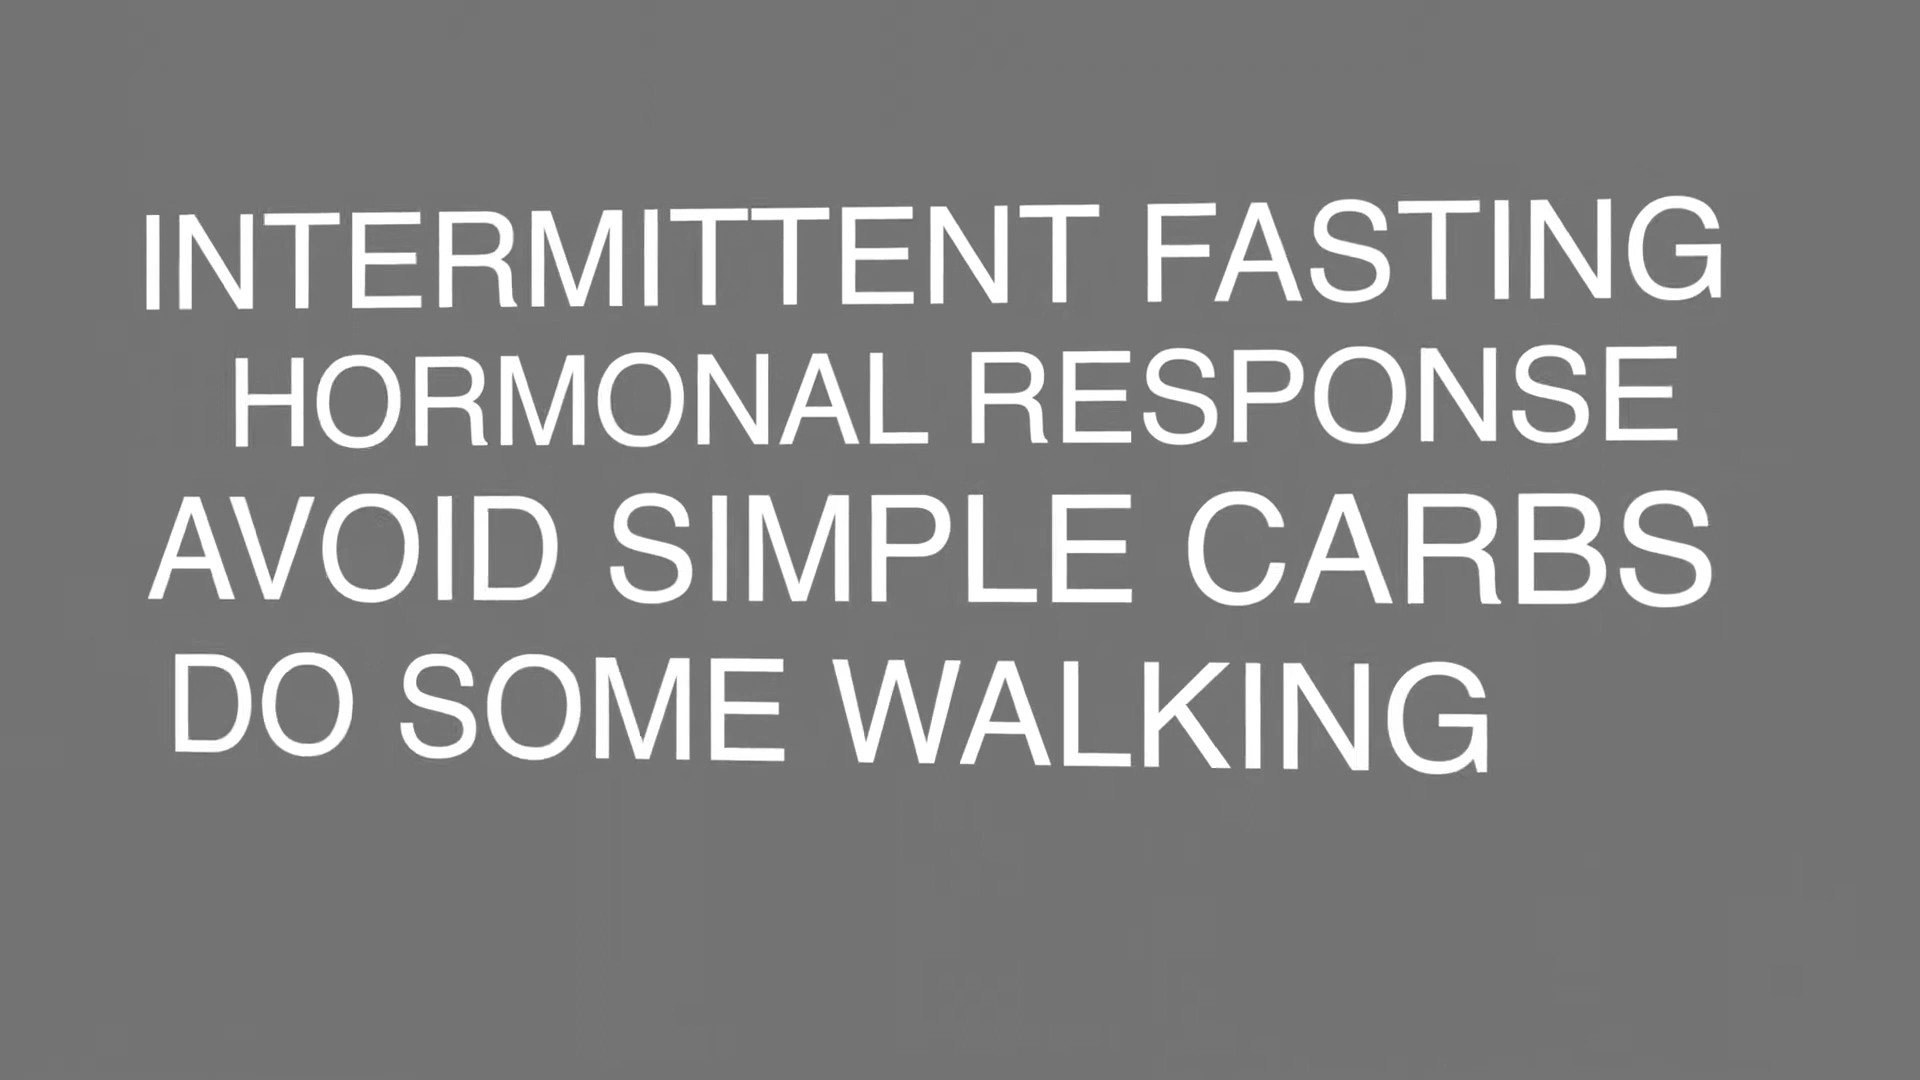 INTERMITTENT FASTING
HORMONAL RESPONSE
AVOID SIMPLE CARBS
DO SOME WALKING